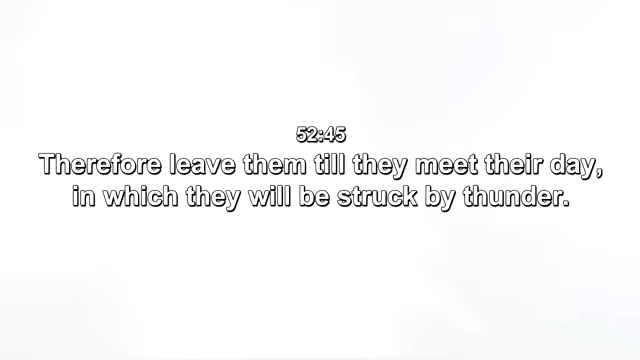 52:45
Therefore leave them till they meet their day,
in which they will be struck by thunder.